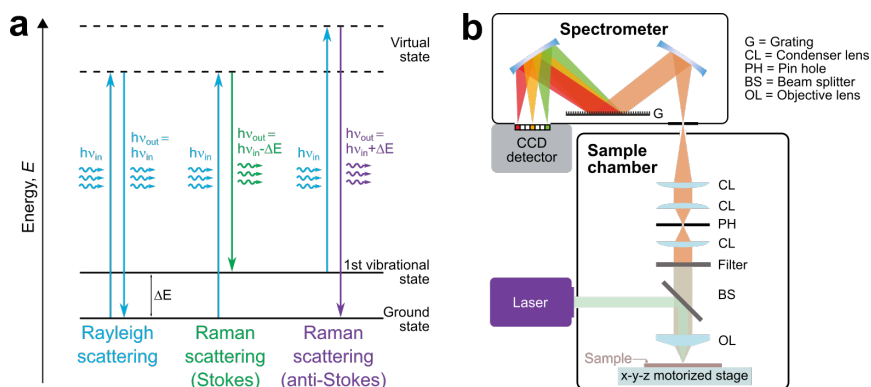 a
Energy, E
Virtual
state
hν_in
hν_out =
hν_in
hν_in
hν_out =
hν_in-ΔE
hν_in
hν_out =
hν_in+ΔE
1st vibrational
state
ΔE
Ground
state
Rayleigh
scattering
Raman
scattering
(Stokes)
Raman
scattering
(anti-Stokes)
b
Spectrometer
G = Grating
CL = Condenser lens
PH = Pin hole
BS = Beam splitter
OL = Objective lens
G
CCD
detector
Sample
chamber
CL
CL
PH
CL
Filter
Laser
BS
OL
Sample
x-y-z motorized stage